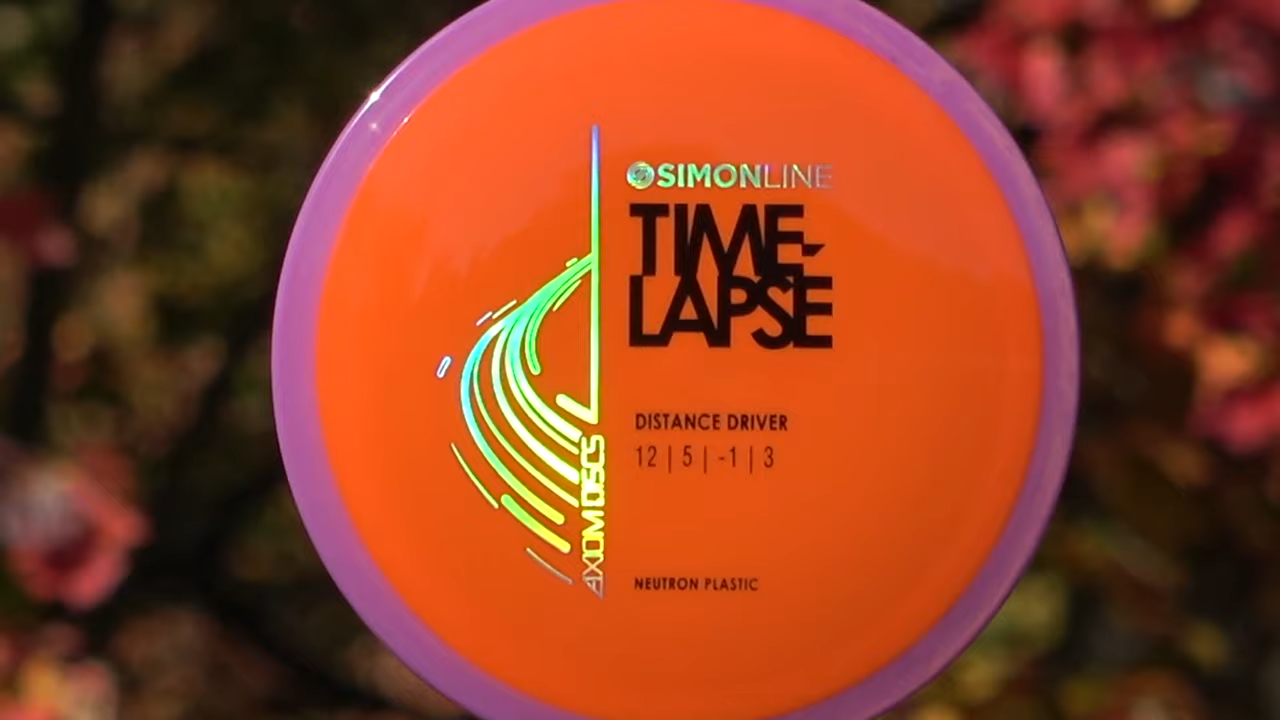 SIMONLINE
TIME-
LAPSE
DISTANCE DRIVER
12 | 5 | -1 | 3
AXIOM DISCS
NEUTRON PLASTIC